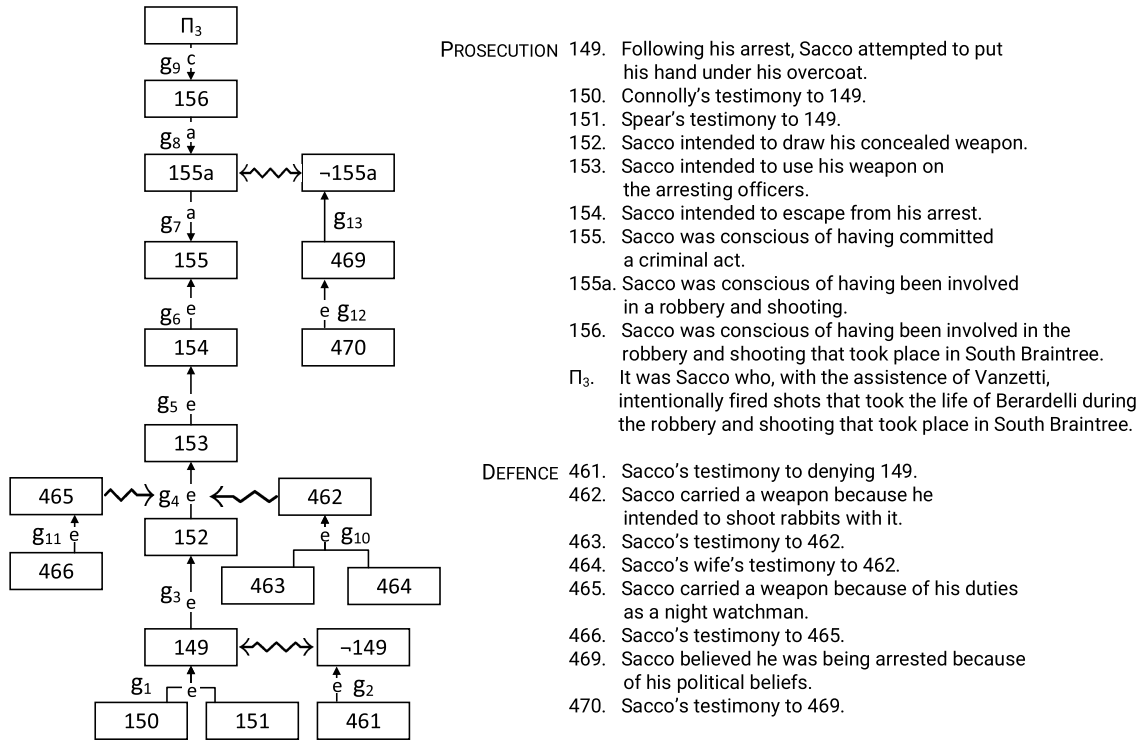 Π₃
g₉ c
156
g₈ a
155a
¬155a
g₇ a
g₁₃
155
469
g₆ e
e g₁₂
154
470
g₅ e
153
465
g₄ e
462
g₁₁ e
152
e g₁₀
466
463
464
g₃ e
149
¬149
g₁ e
e g₂
150
151
461
PROSECUTION 149. Following his arrest, Sacco attempted to put
his hand under his overcoat.
150. Connolly's testimony to 149.
151. Spear's testimony to 149.
152. Sacco intended to draw his concealed weapon.
153. Sacco intended to use his weapon on
the arresting officers.
154. Sacco intended to escape from his arrest.
155. Sacco was conscious of having committed
a criminal act.
155a. Sacco was conscious of having been involved
in a robbery and shooting.
156. Sacco was conscious of having been involved in the
robbery and shooting that took place in South Braintree.
Π₃. It was Sacco who, with the assistence of Vanzetti,
intentionally fired shots that took the life of Berardelli during
the robbery and shooting that took place in South Braintree.
DEFENCE 461. Sacco's testimony to denying 149.
462. Sacco carried a weapon because he
intended to shoot rabbits with it.
463. Sacco's testimony to 462.
464. Sacco's wife's testimony to 462.
465. Sacco carried a weapon because of his duties
as a night watchman.
466. Sacco's testimony to 465.
469. Sacco believed he was being arrested because
of his political beliefs.
470. Sacco's testimony to 469.